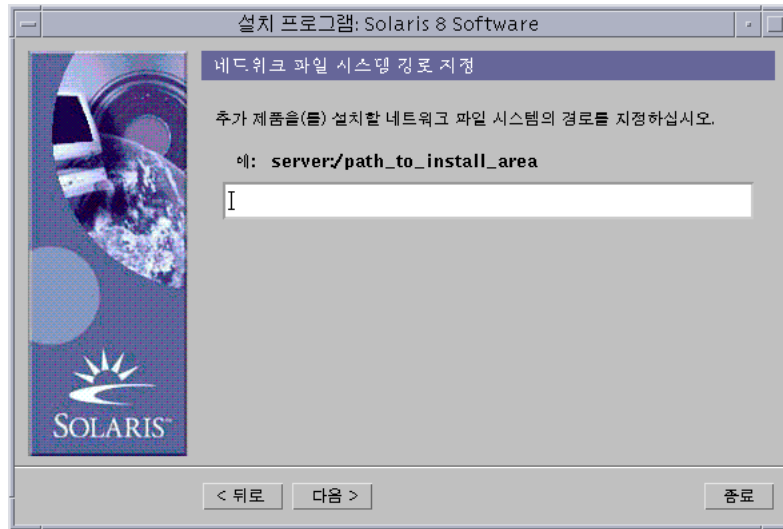 설치 프로그램: Solaris 8 Software
네트워크 파일 시스템 경로 지정
추가 제품을(를) 설치할 네트워크 파일 시스템의 경로를 지정하십시오.
예: server:/path_to_install_area
SOLARIS™
< 뒤로
다음 >
종료